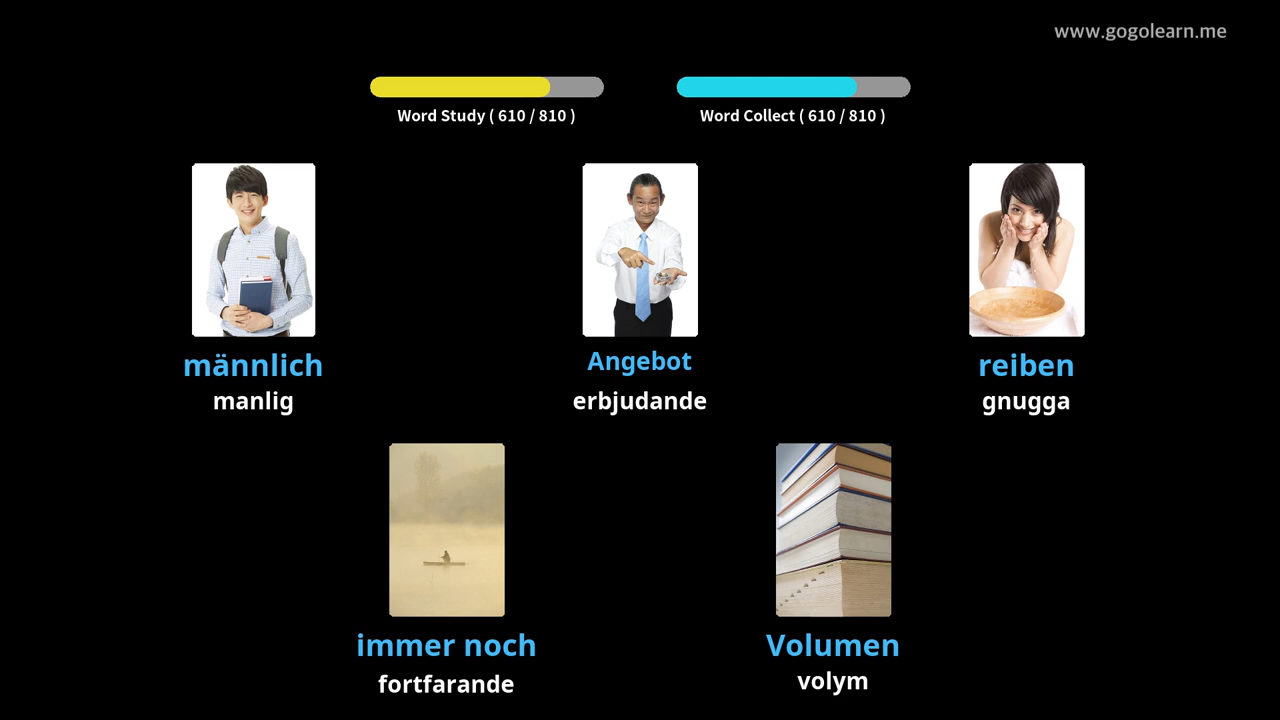 www.gogolearn.me
Word Study ( 610 / 810 )
Word Collect ( 610 / 810 )
männlich
manlig
Angebot
erbjudande
reiben
gnugga
immer noch
fortfarande
Volumen
volym